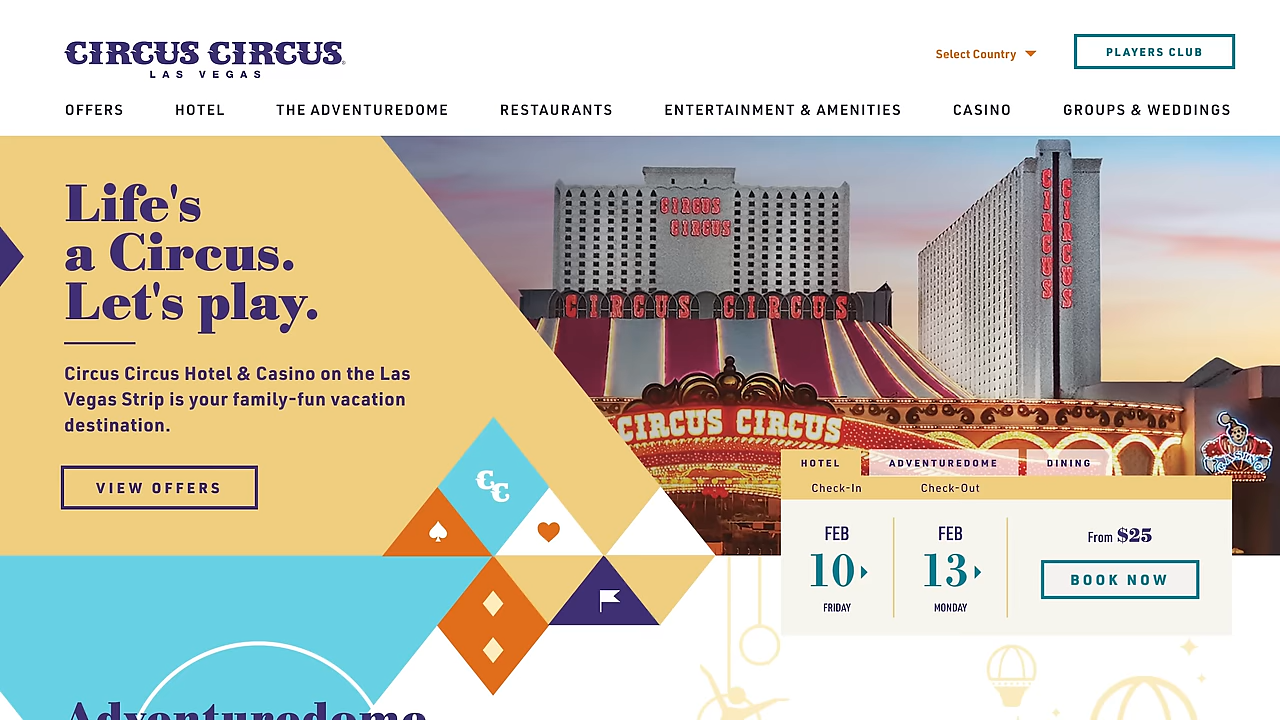 CIRCUS CIRCUS
LAS VEGAS
Select Country
PLAYERS CLUB
OFFERS HOTEL THE ADVENTUREDOME RESTAURANTS ENTERTAINMENT & AMENITIES CASINO GROUPS & WEDDINGS
Life's
a Circus.
Let's play.
Circus Circus Hotel & Casino on the Las
Vegas Strip is your family-fun vacation
destination.
VIEW OFFERS
CIRCUS
CIRCUS
CIRCUS
CIRCUS
CIRCUS CIRCUS
CIRCUS CIRCUS
CASINO
CC
HOTEL ADVENTUREDOME DINING
Check-In Check-Out
FEB FEB
10 13
FRIDAY MONDAY
From $25
BOOK NOW
Adventuredome